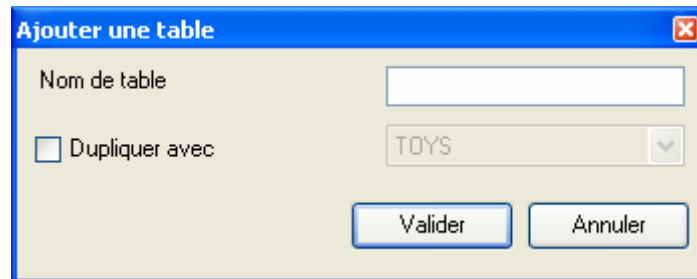 Ajouter une table
Nom de table
Dupliquer avec TOYS
Valider Annuler